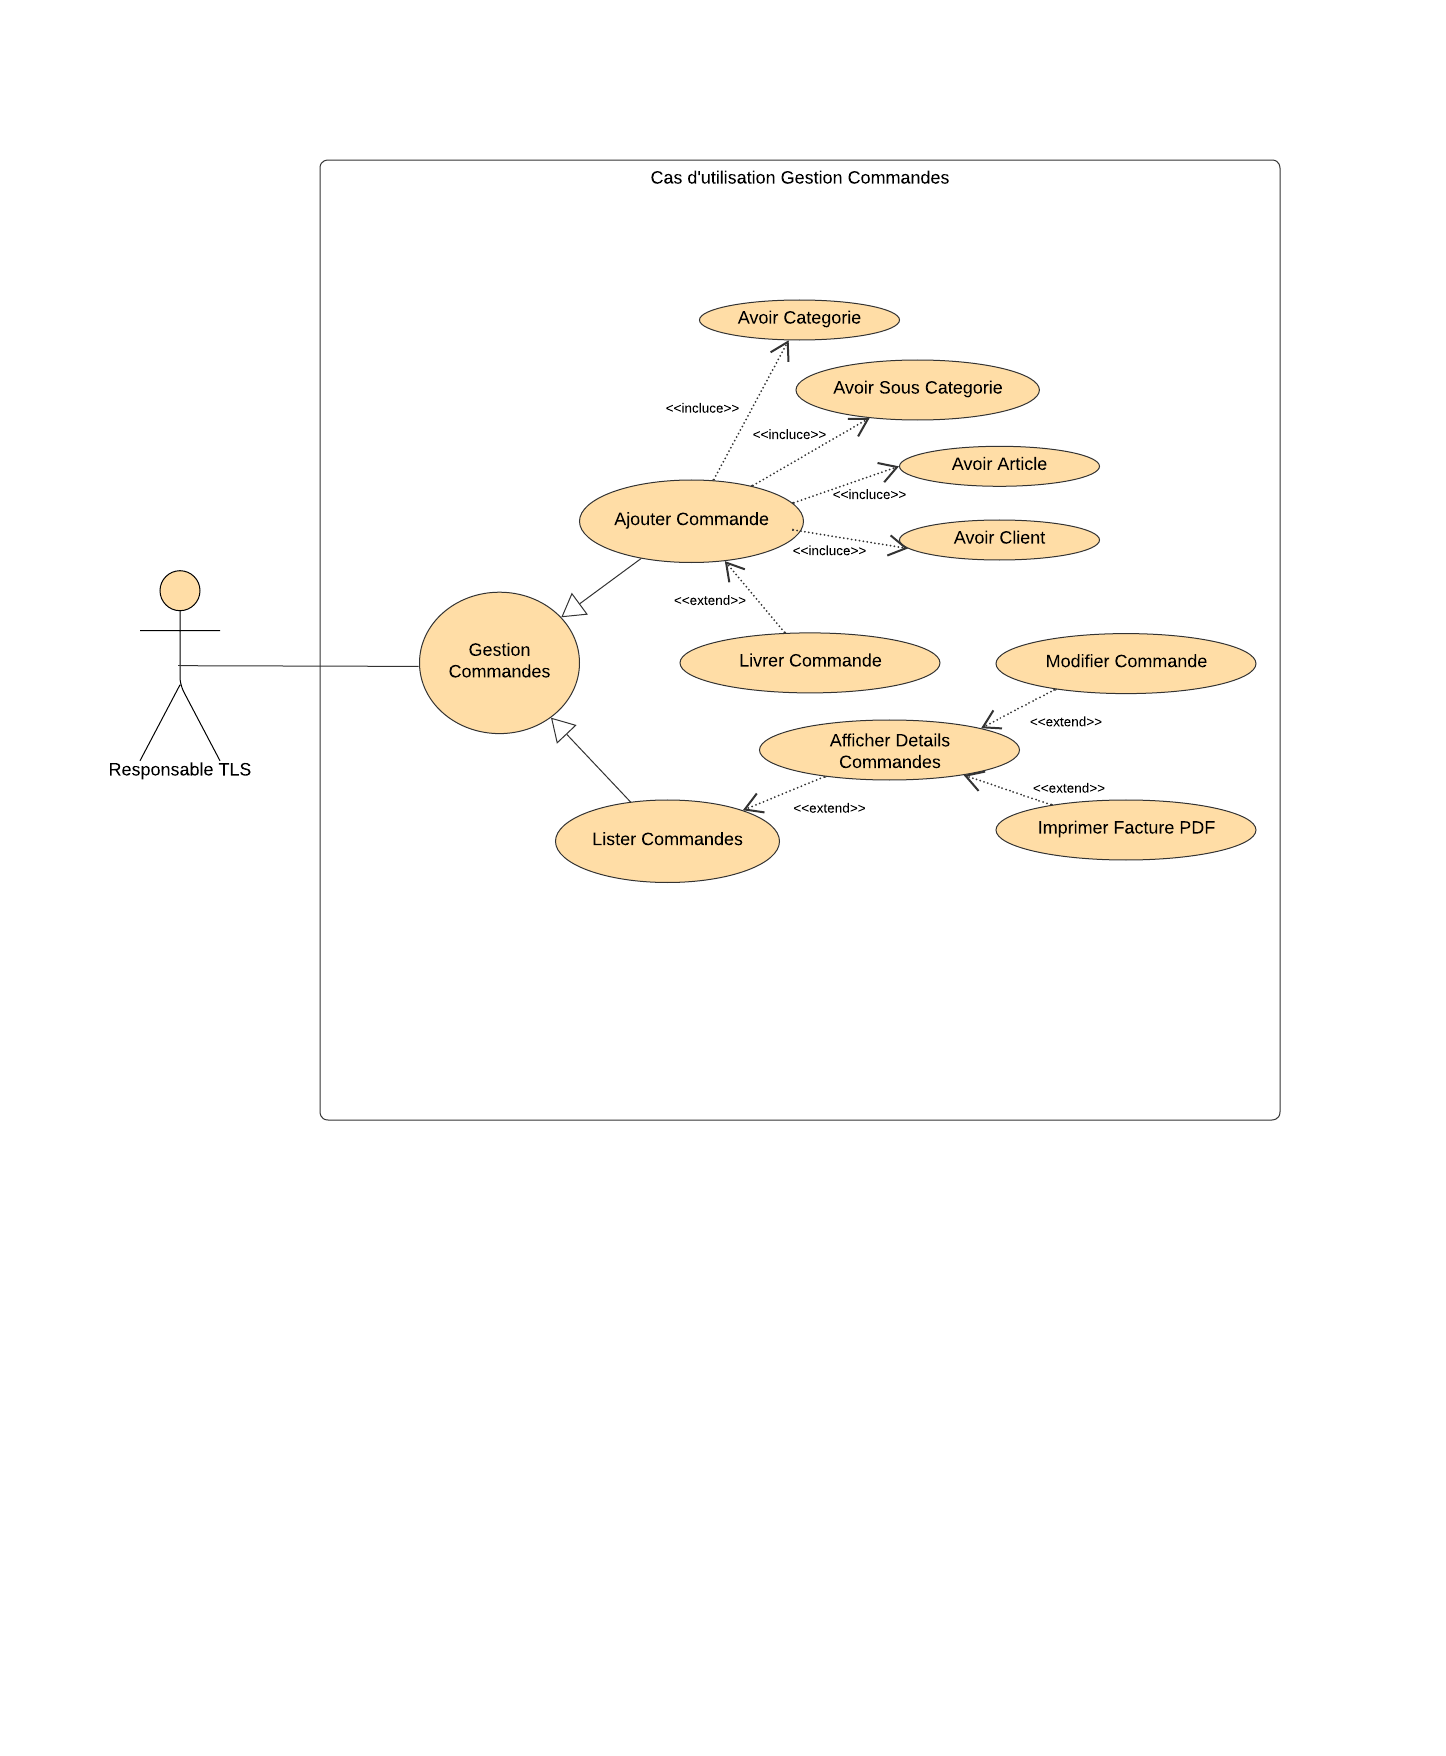 Cas d'utilisation Gestion Commandes
Avoir Categorie
Avoir Sous Categorie
<<incluce>>
<<incluce>>
Avoir Article
<<incluce>>
Ajouter Commande
Avoir Client
<<incluce>>
<<extend>>
Gestion
Commandes
Livrer Commande
Modifier Commande
<<extend>>
Afficher Details
Commandes
Responsable TLS
<<extend>>
<<extend>>
Imprimer Facture PDF
Lister Commandes